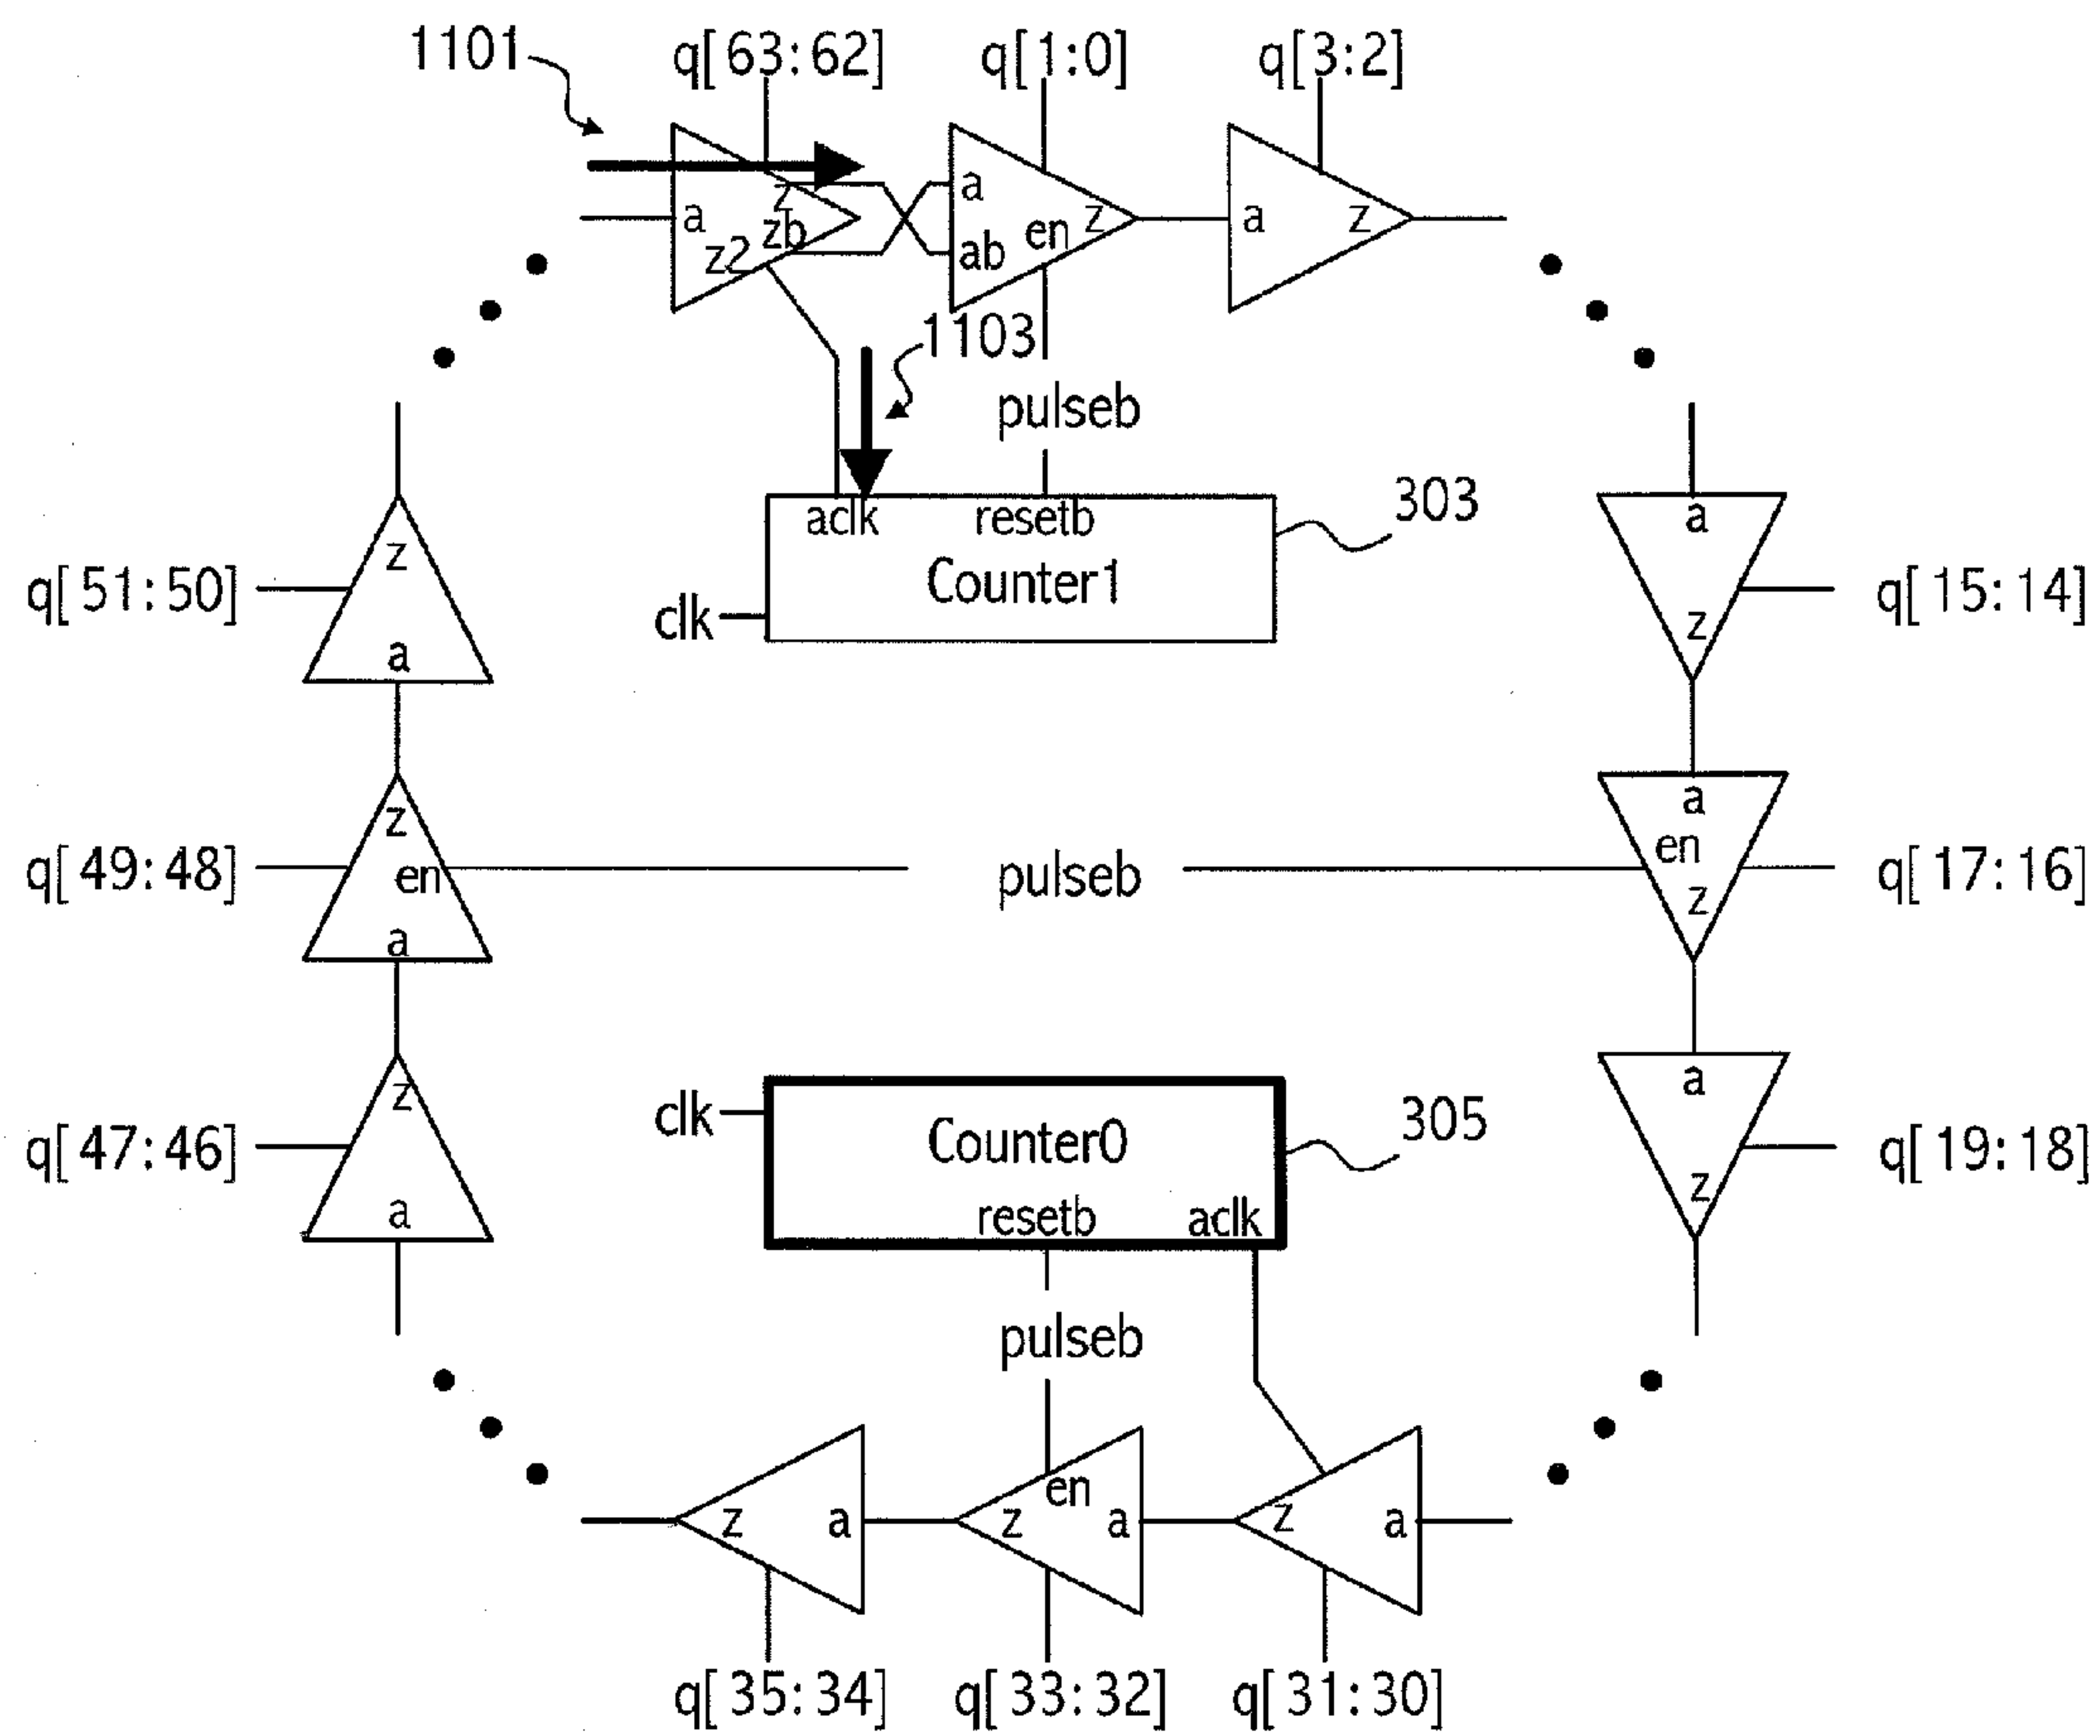 1101 q[63:62] q[1:0] q[3:2]
z a
a zb en z a z
z2 ab
1103
pulseb
aclk resetb 303 a
z Counter1
q[51:50] q[15:14]
clk z
a
z a
en
q[49:48] en pulseb q[17:16]
z
a
z clk Counter0 305 a
q[47:46] q[19:18]
z
a resetb aclk
pulseb
en
z a z a z a
q[35:34] q[33:32] q[31:30]